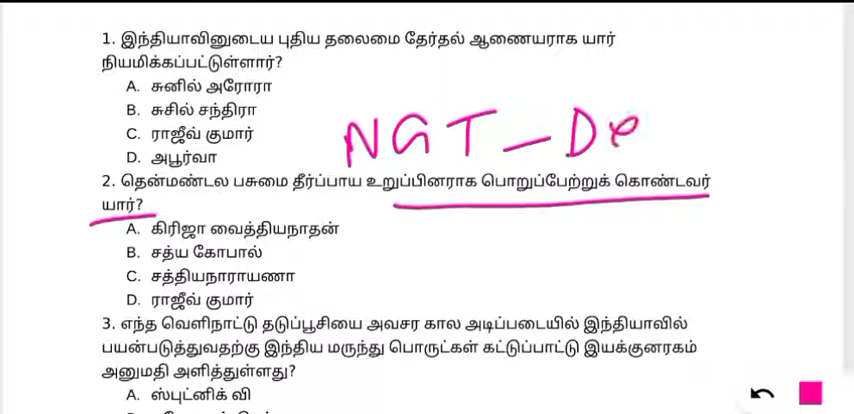 1. இந்தியாவினுடைய புதிய தலைமை தேர்தல் ஆணையராக யார்
நியமிக்கப்பட்டுள்ளார்?
A. சுனில் அரோரா
B. சுசில் சந்திரா
C. ராஜீவ் குமார்
D. அபூர்வா
NGT - De
2. தென்மண்டல பசுமை தீர்ப்பாய உறுப்பினராக பொறுப்பேற்றுக் கொண்டவர்
யார்?
A. கிரிஜா வைத்தியநாதன்
B. சத்ய கோபால்
C. சத்தியநாராயணா
D. ராஜீவ் குமார்
3. எந்த வெளிநாட்டு தடுப்பூசியை அவசர கால அடிப்படையில் இந்தியாவில்
பயன்படுத்துவதற்கு இந்திய மருந்து பொருட்கள் கட்டுப்பாட்டு இயக்குனரகம்
அனுமதி அளித்துள்ளது?
A. ஸ்புட்னிக் வி